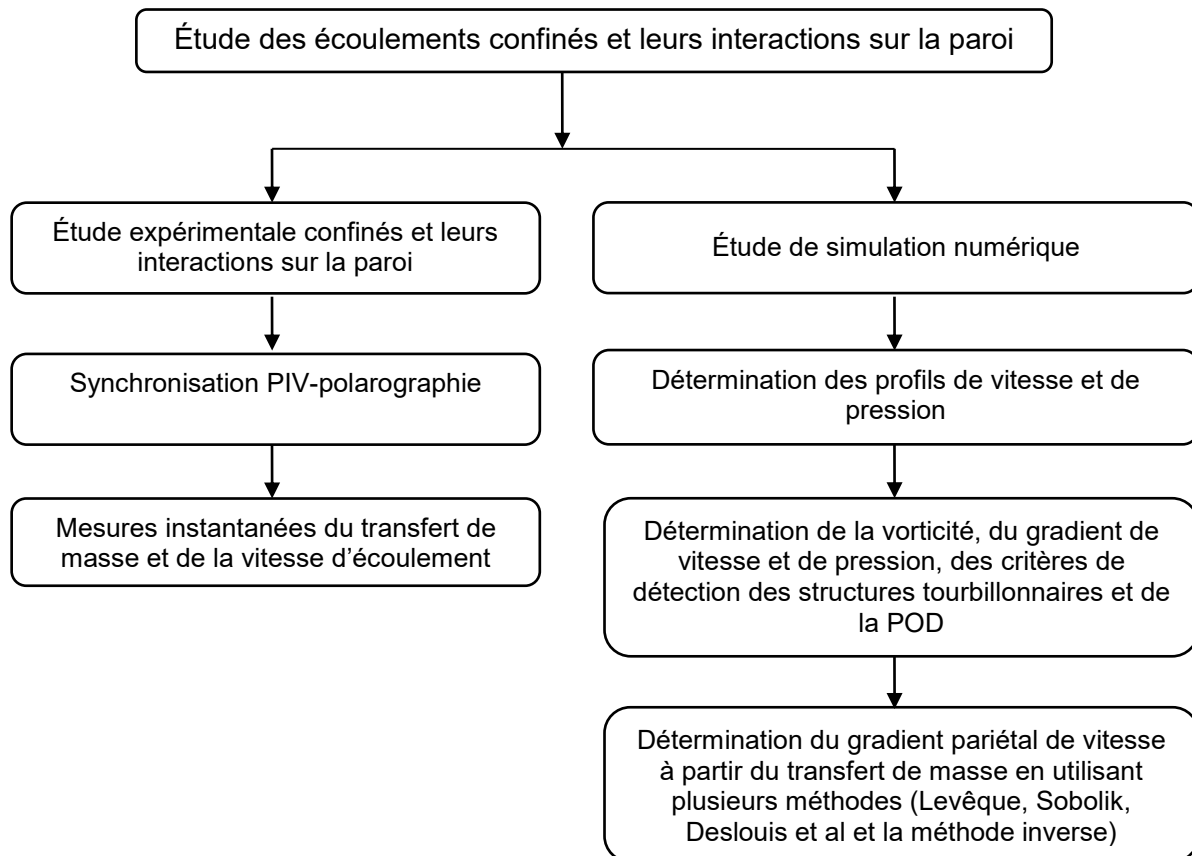 Étude des écoulements confinés et leurs interactions sur la paroi
Étude expérimentale confinés et leurs
interactions sur la paroi
Synchronisation PIV-polarographie
Mesures instantanées du transfert de
masse et de la vitesse d’écoulement
Étude de simulation numérique
Détermination des profils de vitesse et de
pression
Détermination de la vorticité, du gradient de
vitesse et de pression, des critères de
détection des structures tourbillonnaires et de
la POD
Détermination du gradient pariétal de vitesse
à partir du transfert de masse en utilisant
plusieurs méthodes (Levêque, Sobolik,
Deslouis et al et la méthode inverse)